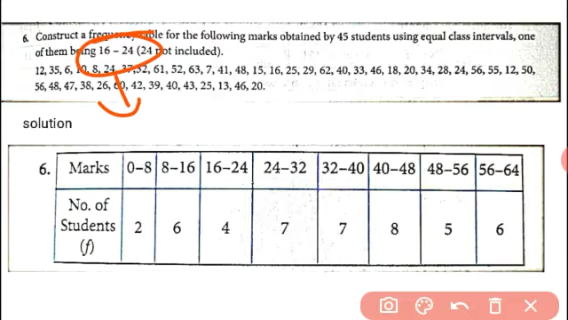 6. Construct a table for the following marks obtained by 45 students using equal class intervals, one
of them being 16 – 24 (24 not included).
12, 35, 6, 8, 24, 52, 61, 52, 63, 7, 41, 48, 15, 16, 25, 29, 62, 40, 33, 46, 18, 20, 34, 28, 24, 56, 55, 12, 50,
56, 48, 47, 38, 26, 42, 39, 40, 43, 25, 13, 46, 20.
solution
6. Marks 0–8 8–16 16–24 24–32 32–40 40–48 48–56 56–64
No. of
Students 2 6 4 7 7 8 5 6
(f)